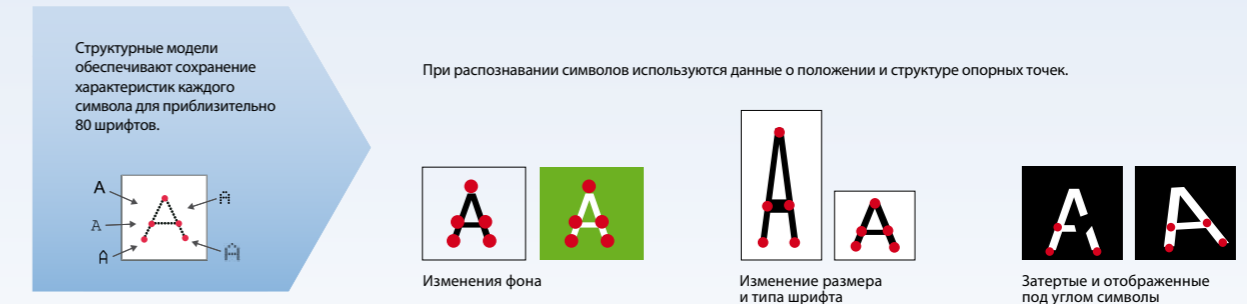 Структурные модели
обеспечивают сохранение
характеристик каждого
символа для приблизительно
80 шрифтов.
При распознавании символов используются данные о положении и структуре опорных точек.
A
A
A
A
A
A
A
A
A
A
A
A
Изменения фона
Изменение размера
и типа шрифта
Затертые и отображенные
под углом символы